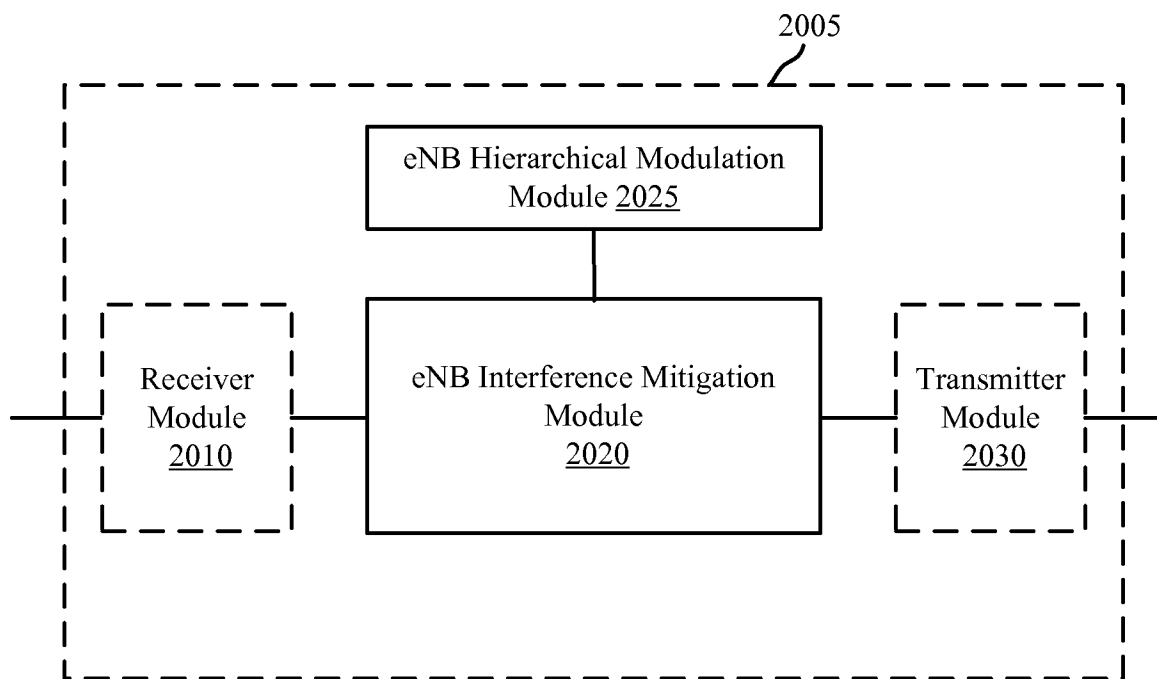 2005
eNB Hierarchical Modulation
Module 2025
Receiver
Module
2010
eNB Interference Mitigation
Module
2020
Transmitter
Module
2030